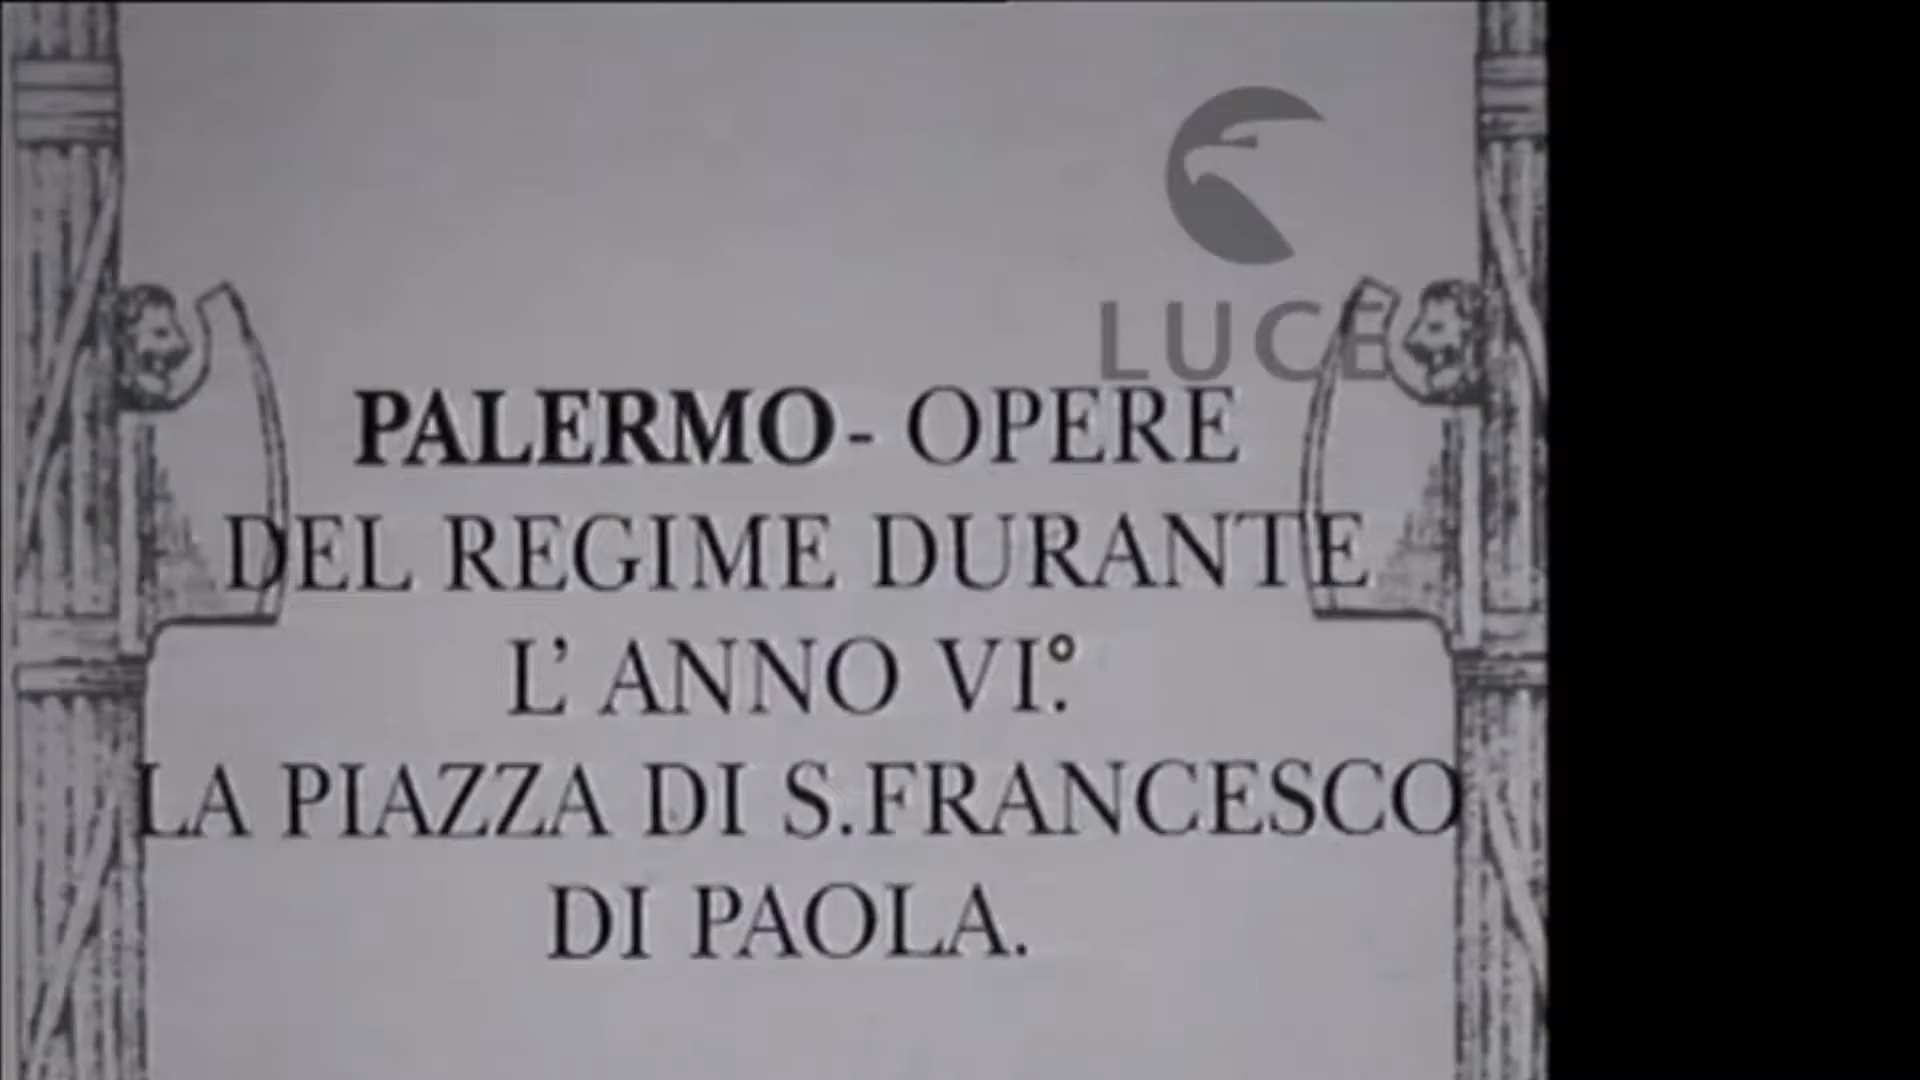 LUCE
PALERMO - OPERE
DEL REGIME DURANTE
L' ANNO VI.º
LA PIAZZA DI S.FRANCESCO
DI PAOLA.